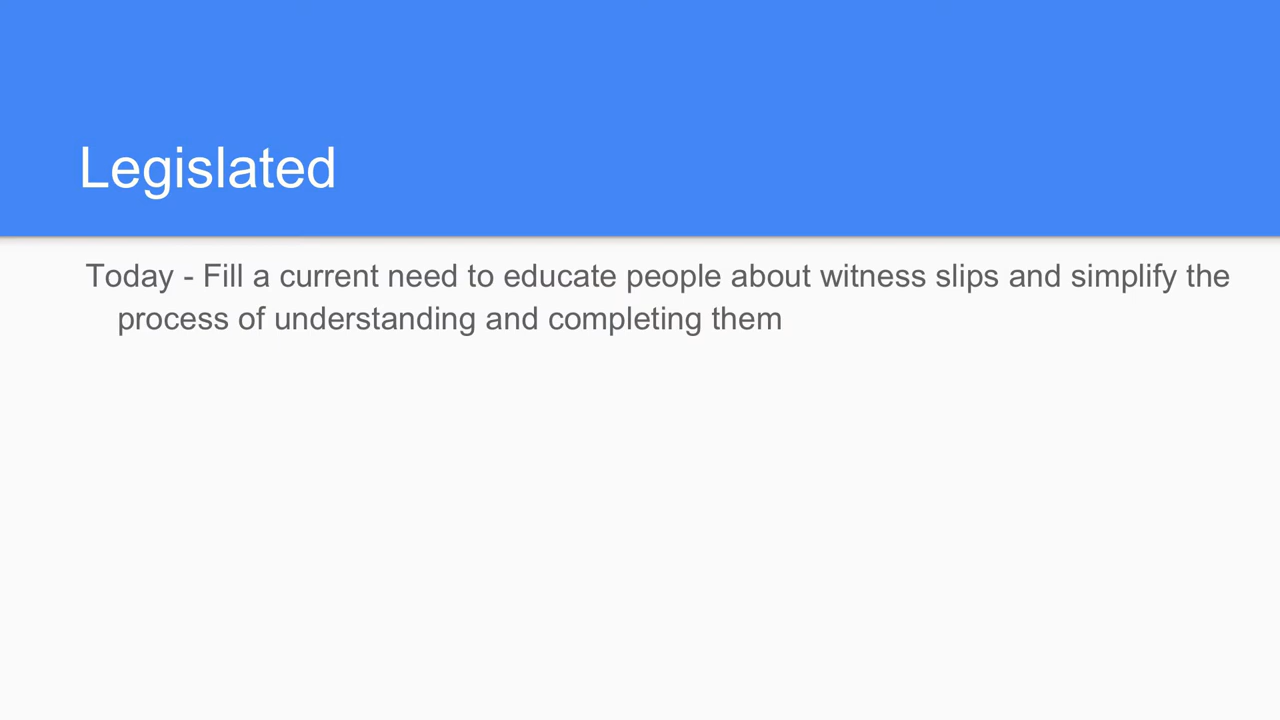 Legislated
Today - Fill a current need to educate people about witness slips and simplify the
process of understanding and completing them